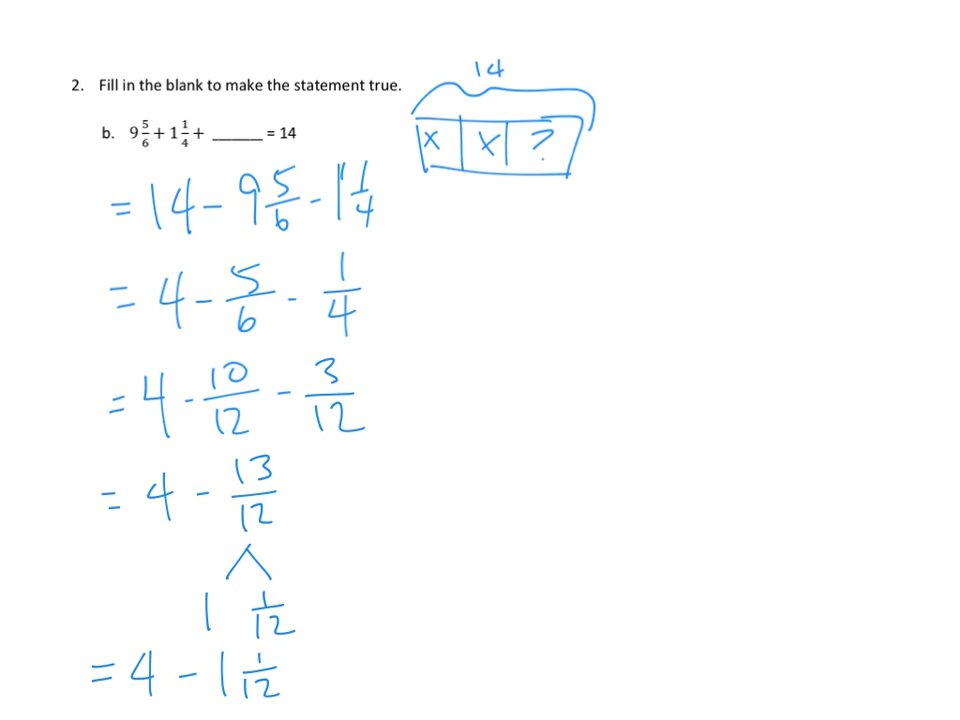 14
2. Fill in the blank to make the statement true.
b. 9 5/6 + 1 1/4 + ______ = 14
x x ?
= 14 - 9 5/6 - 1 1/4
= 4 - 5/6 - 1/4
= 4 - 10/12 - 3/12
= 4 - 13/12
1 1/12
= 4 - 1 1/12